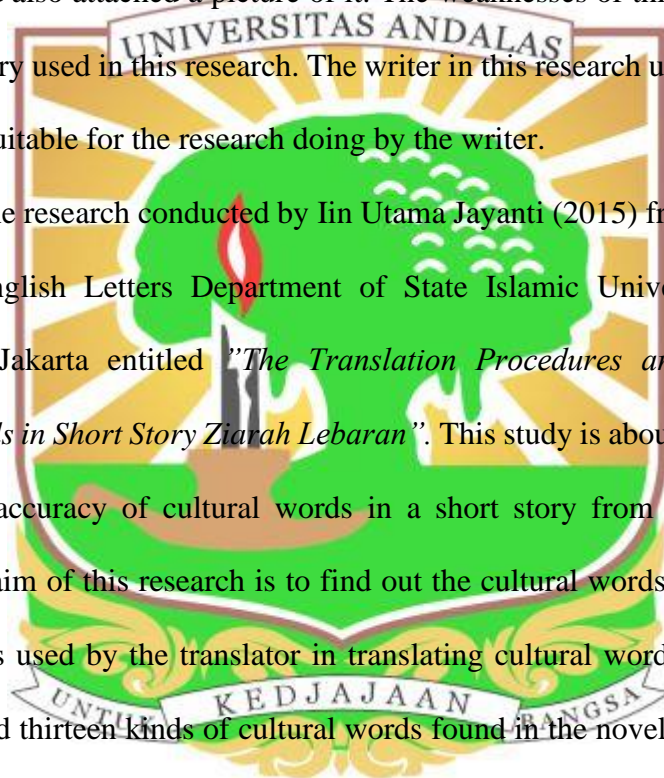 also attached a picture of it. The weaknesses of thi
UNIVERSITAS ANDALAS
ry used in this research. The writer in this research u
uitable for the research doing by the writer.
e research conducted by Iin Utama Jayanti (2015) fr
nglish Letters Department of State Islamic Unive
Jakarta entitled ”The Translation Procedures an
ds in Short Story Ziarah Lebaran”. This study is abou
accuracy of cultural words in a short story from
aim of this research is to find out the cultural words
s used by the translator in translating cultural word
d thirteen kinds of cultural words found in the novel
UNTUK KEDJAJAAN BANGSA